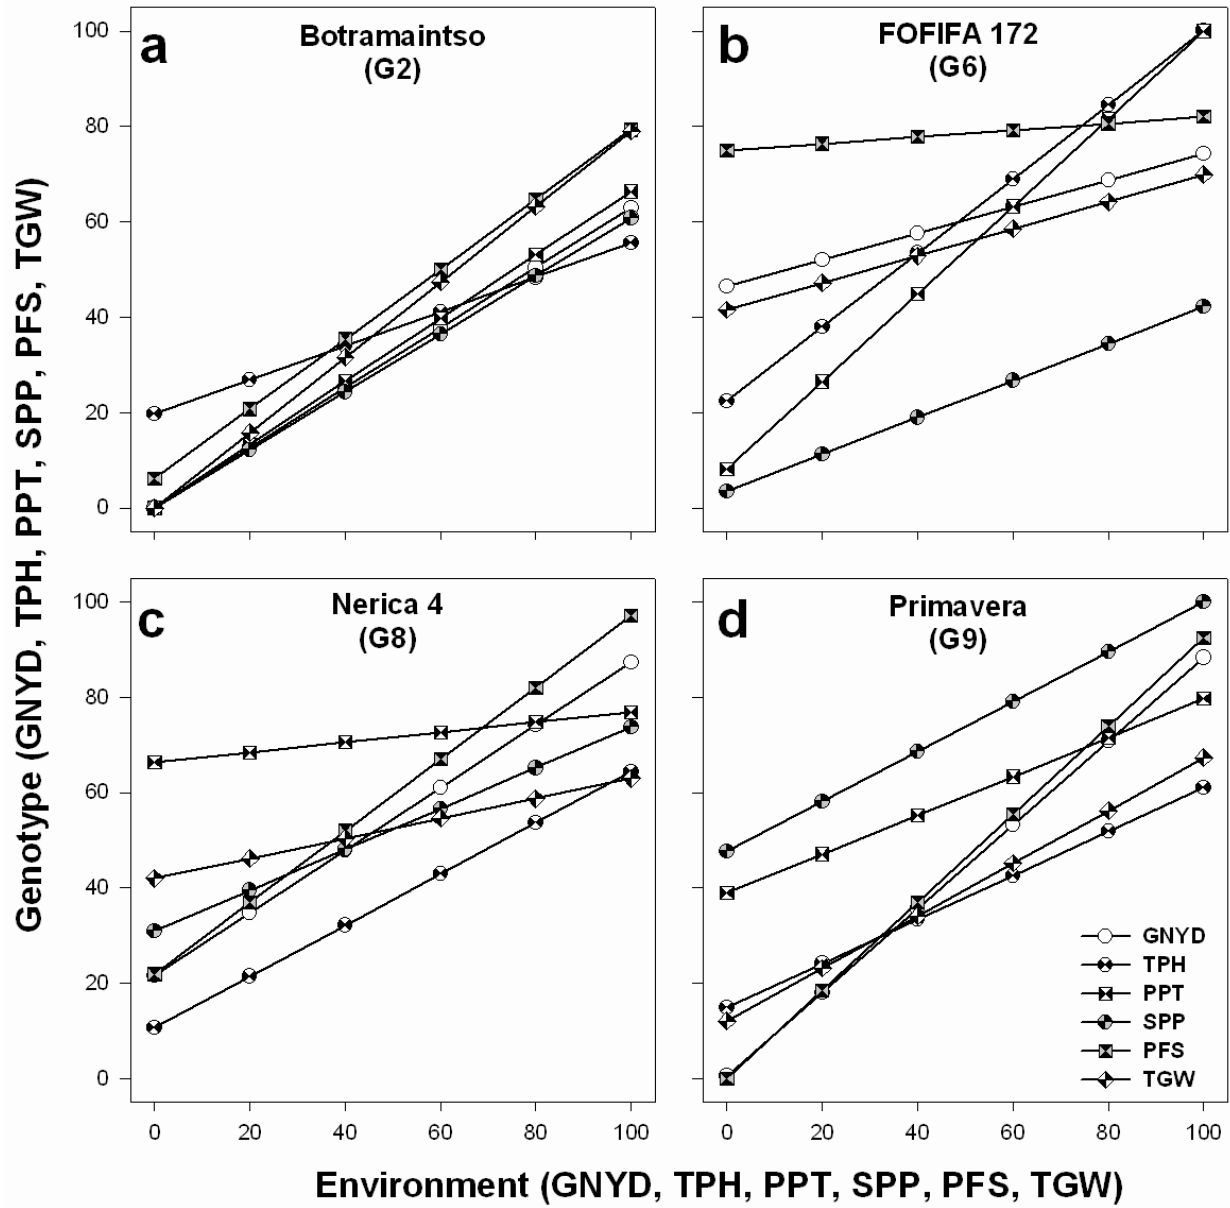 Genotype (GNYD, TPH, PPT, SPP, PFS, TGW)
a
Botramaintso
(G2)
100
80
60
40
20
0
b
FOFIFA 172
(G6)
c
Nerica 4
(G8)
100
80
60
40
20
0
0 20 40 60 80 100
d
Primavera
(G9)
GNYD
TPH
PPT
SPP
PFS
TGW
0 20 40 60 80 100
Environment (GNYD, TPH, PPT, SPP, PFS, TGW)